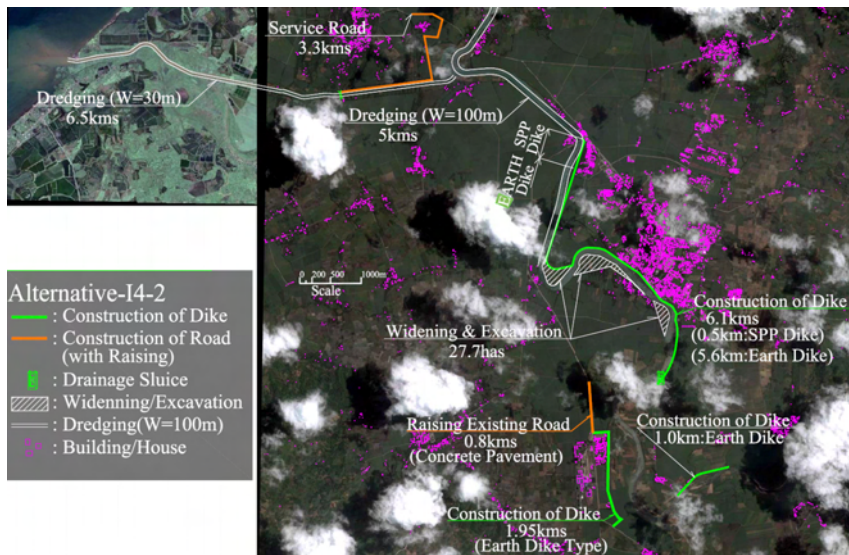 Service Road
3.3kms
Dredging (W=30m)
6.5kms
Dredging (W=100m)
5kms
EARTH SPP
Dike Dike
0 200 500 1000m
Scale
Widening & Excavation
27.7has
Construction of Dike
6.1kms
(0.5km:SPP Dike)
(5.6km:Earth Dike)
Raising Existing Road
0.8kms
(Concrete Pavement)
Construction of Dike
1.0km:Earth Dike
Construction of Dike
1.95kms
(Earth Dike Type)
Alternative-I4-2
: Construction of Dike
: Construction of Road
(with Raising)
: Drainage Sluice
: Widenning/Excavation
: Dredging(W=100m)
: Building/House